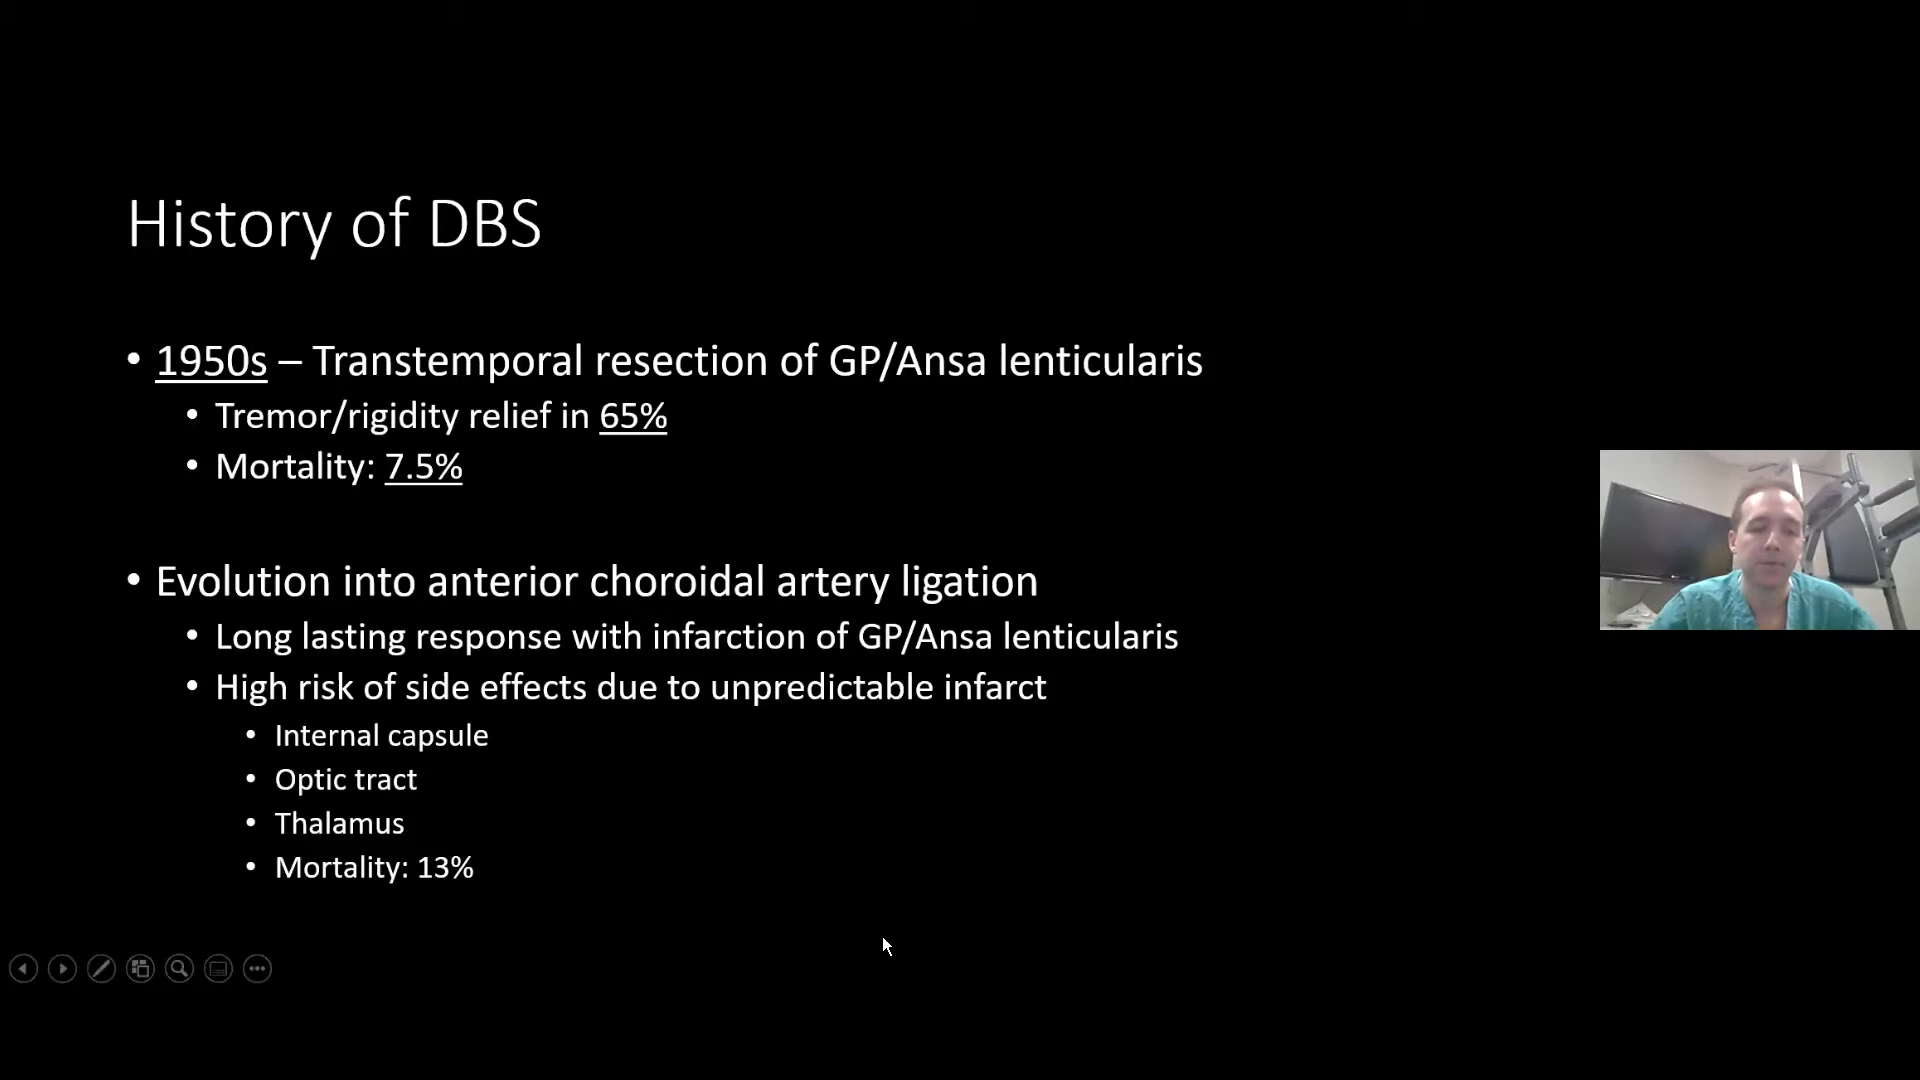 History of DBS
• 1950s – Transtemporal resection of GP/Ansa lenticularis
• Tremor/rigidity relief in 65%
• Mortality: 7.5%
• Evolution into anterior choroidal artery ligation
• Long lasting response with infarction of GP/Ansa lenticularis
• High risk of side effects due to unpredictable infarct
• Internal capsule
• Optic tract
• Thalamus
• Mortality: 13%